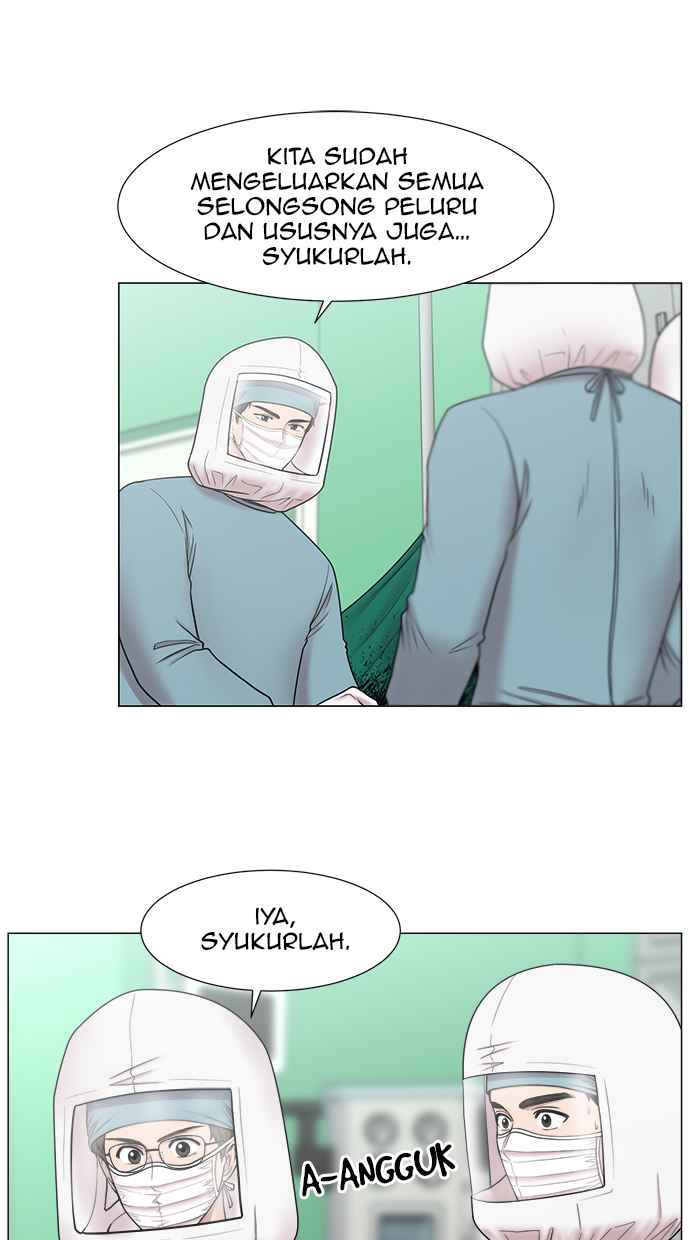 KITA SUDAH
MENGELUARKAN SEMUA
SELONGSONG PELURU
DAN USUSNYA JUGA...
SYUKURLAH.
IYA,
SYUKURLAH.
A-ANGGUK